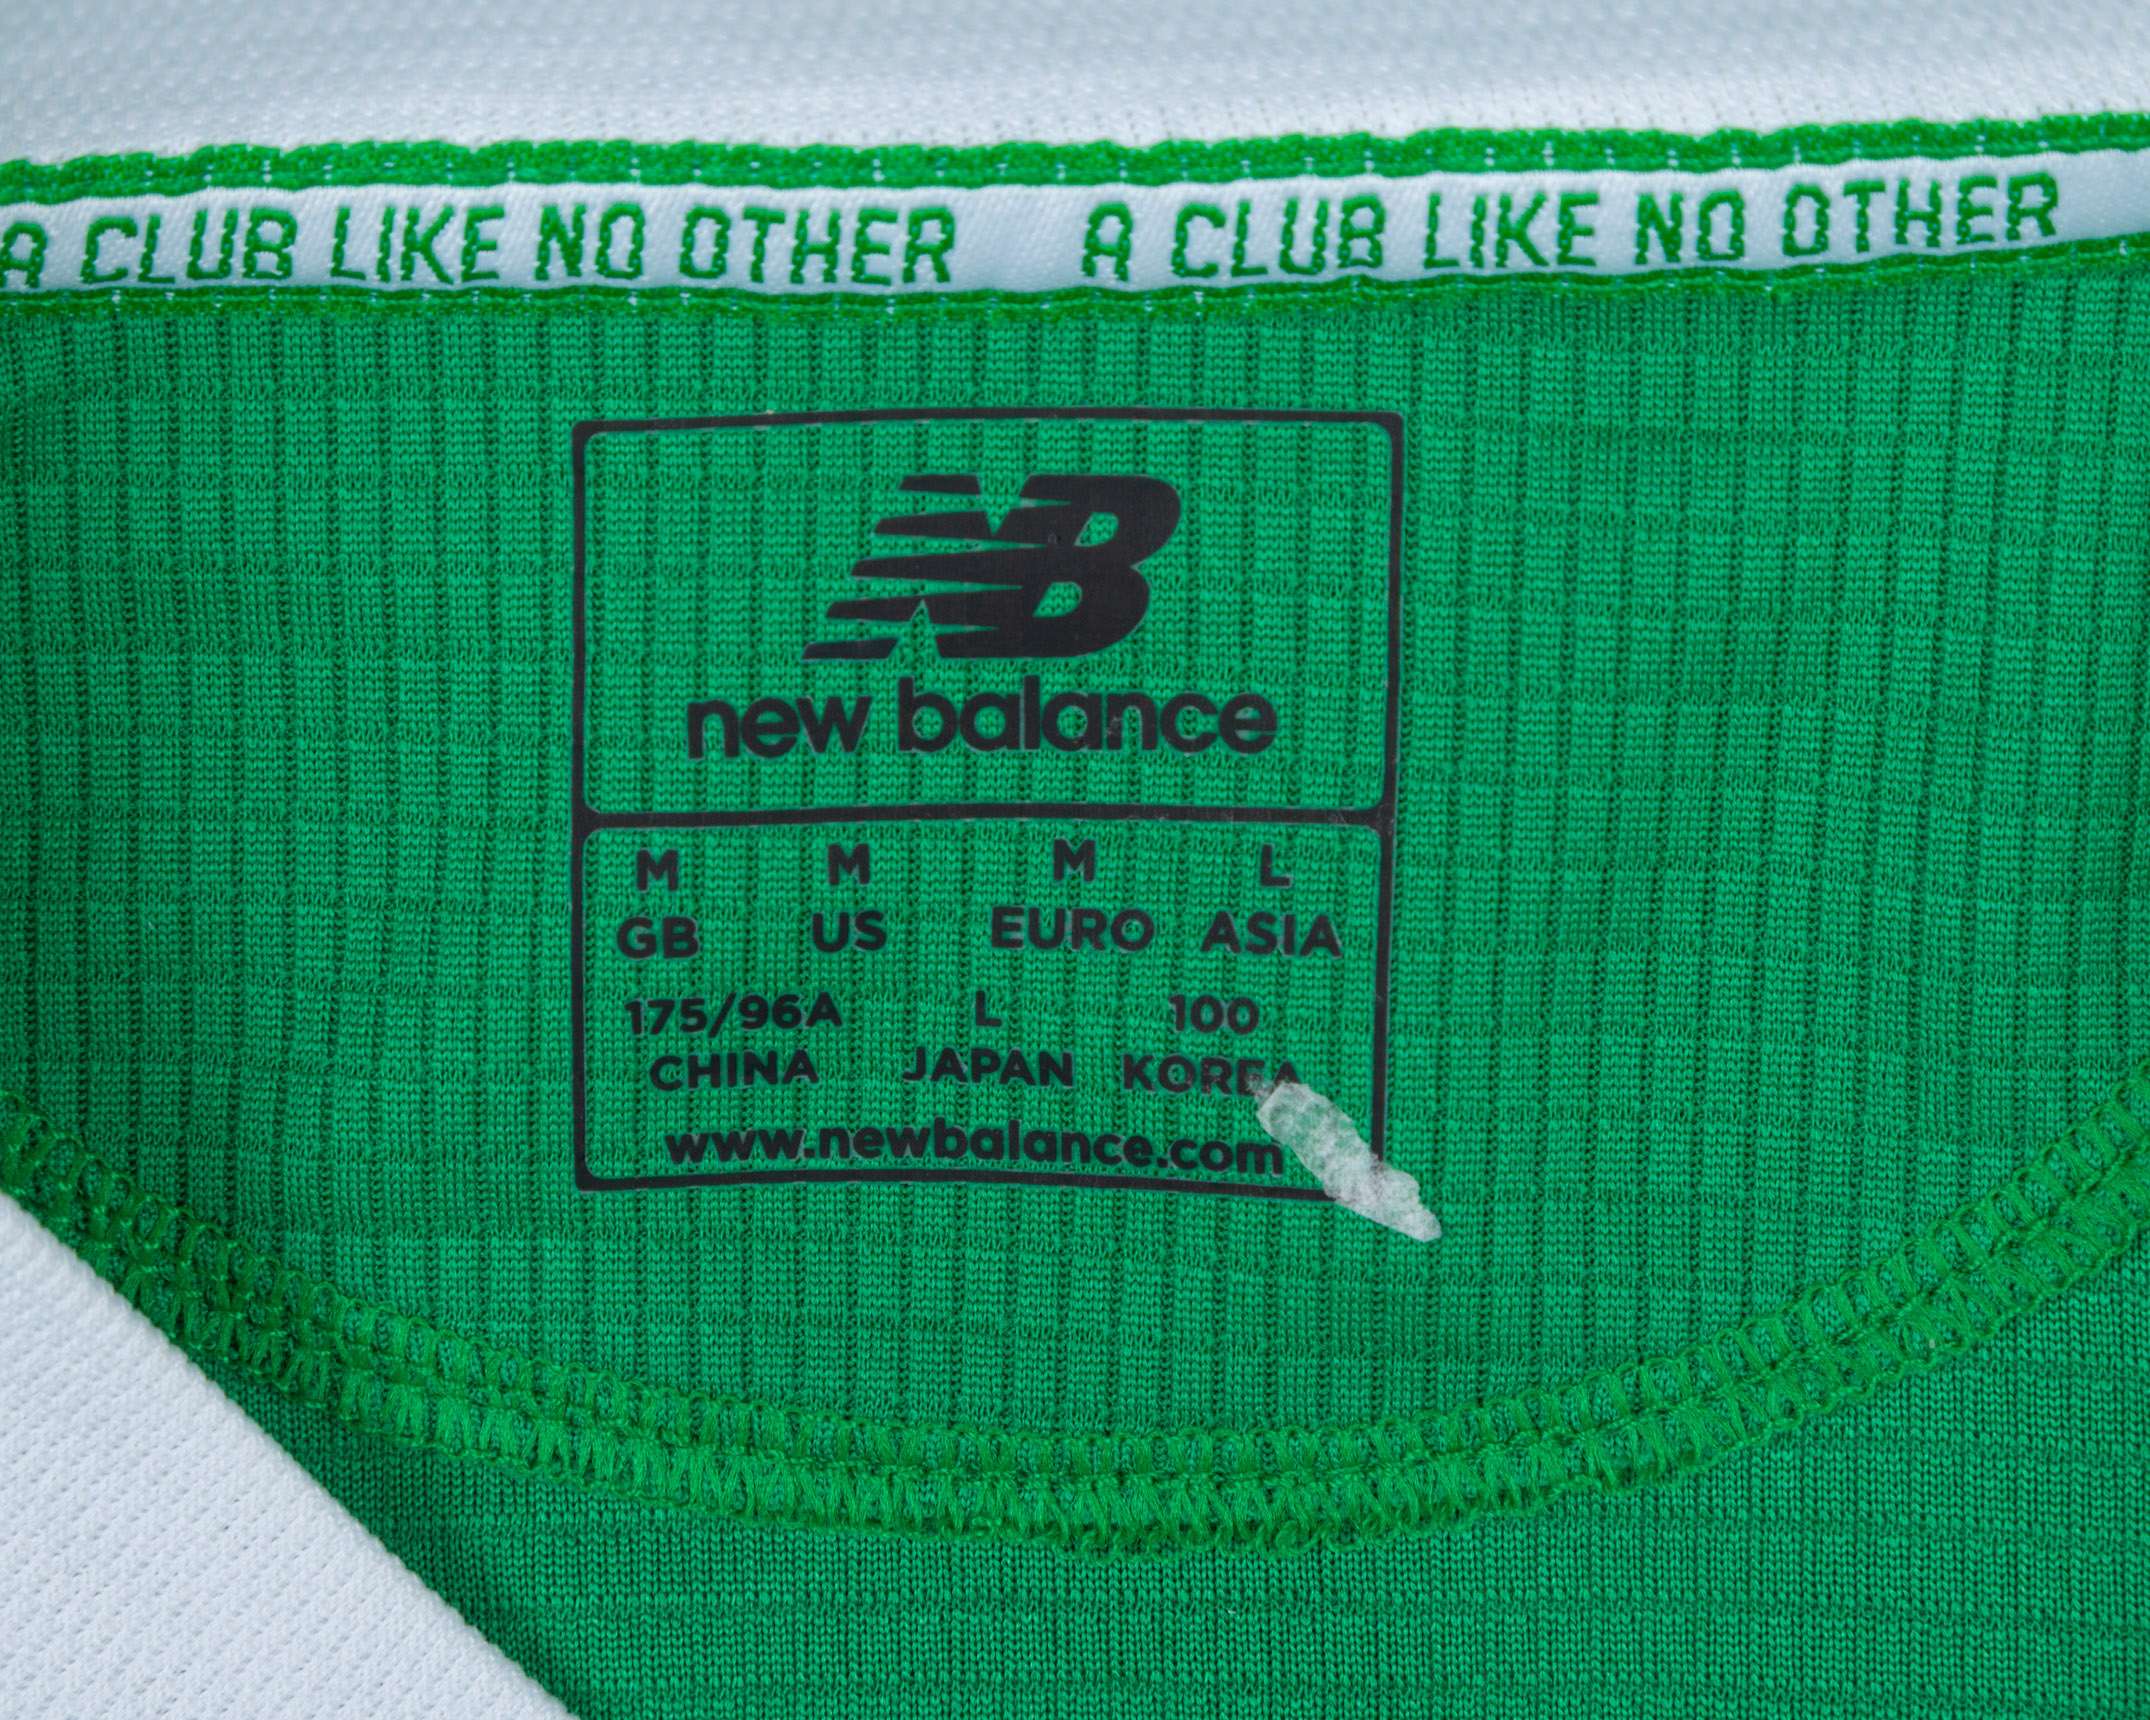 A CLUB LIKE NO OTHER A CLUB LIKE NO OTHER
NB
new balance
M M M L
GB US EURO ASIA
175/96A L 100
CHINA JAPAN KOREA
www.newbalance.com